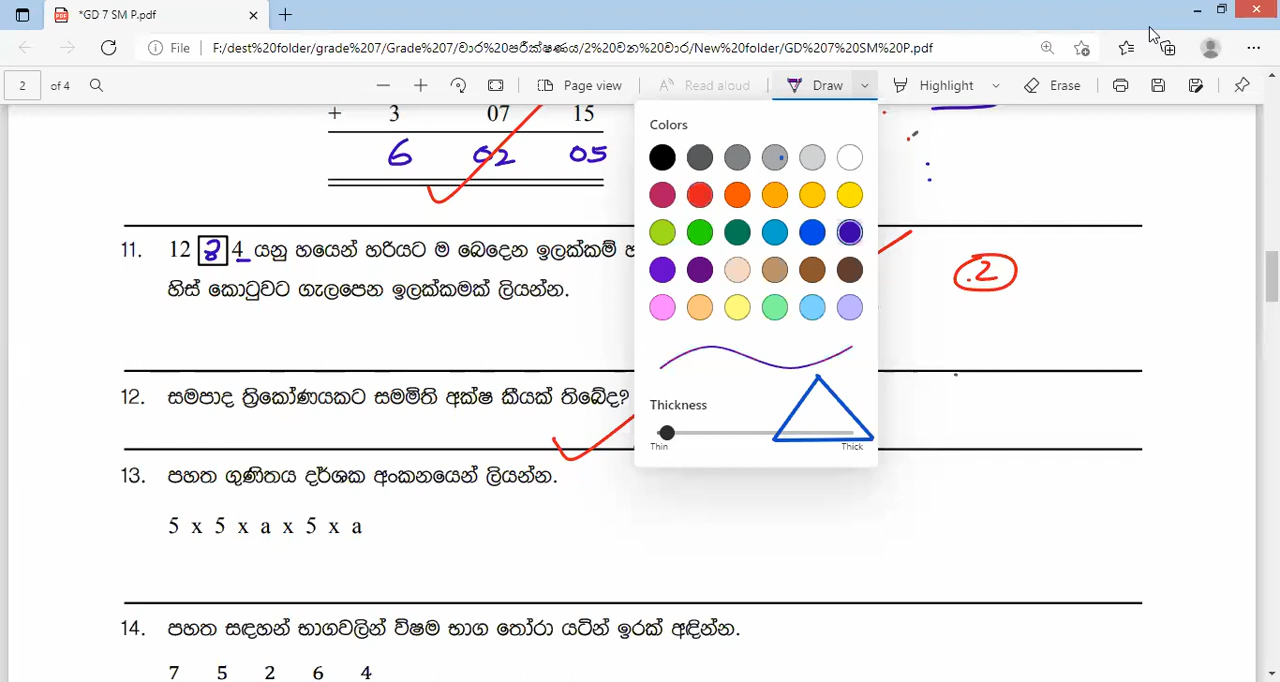 *GD 7 SM P.pdf
File F:/dest%20folder/grade%207/Grade%207/වාර%20පරීක්ෂණය/2%20වන%20වාර/New%20folder/GD%207%20SM%20P.pdf
2 of 4 Page view Read aloud Draw Highlight Erase
+ 3 07 15
6 02 05
Colors
11. 12 8 4 යනු හයෙන් හරියට ම බෙදෙන ඉලක්කම්
හිස් කොටුවට ගැලපෙන ඉලක්කමක් ලියන්න.
.2
12. සමපාද ත්‍රිකෝණයකට සමමිති අක්ෂ කීයක් තිබේද?
Thickness
Thin Thick
13. පහත ගුණිතය දර්ශක අංකනයෙන් ලියන්න.
5 x 5 x a x 5 x a
14. පහත සඳහන් භාගවලින් විෂම භාග තෝරා යටින් ඉරක් අඳින්න.
7 5 2 6 4